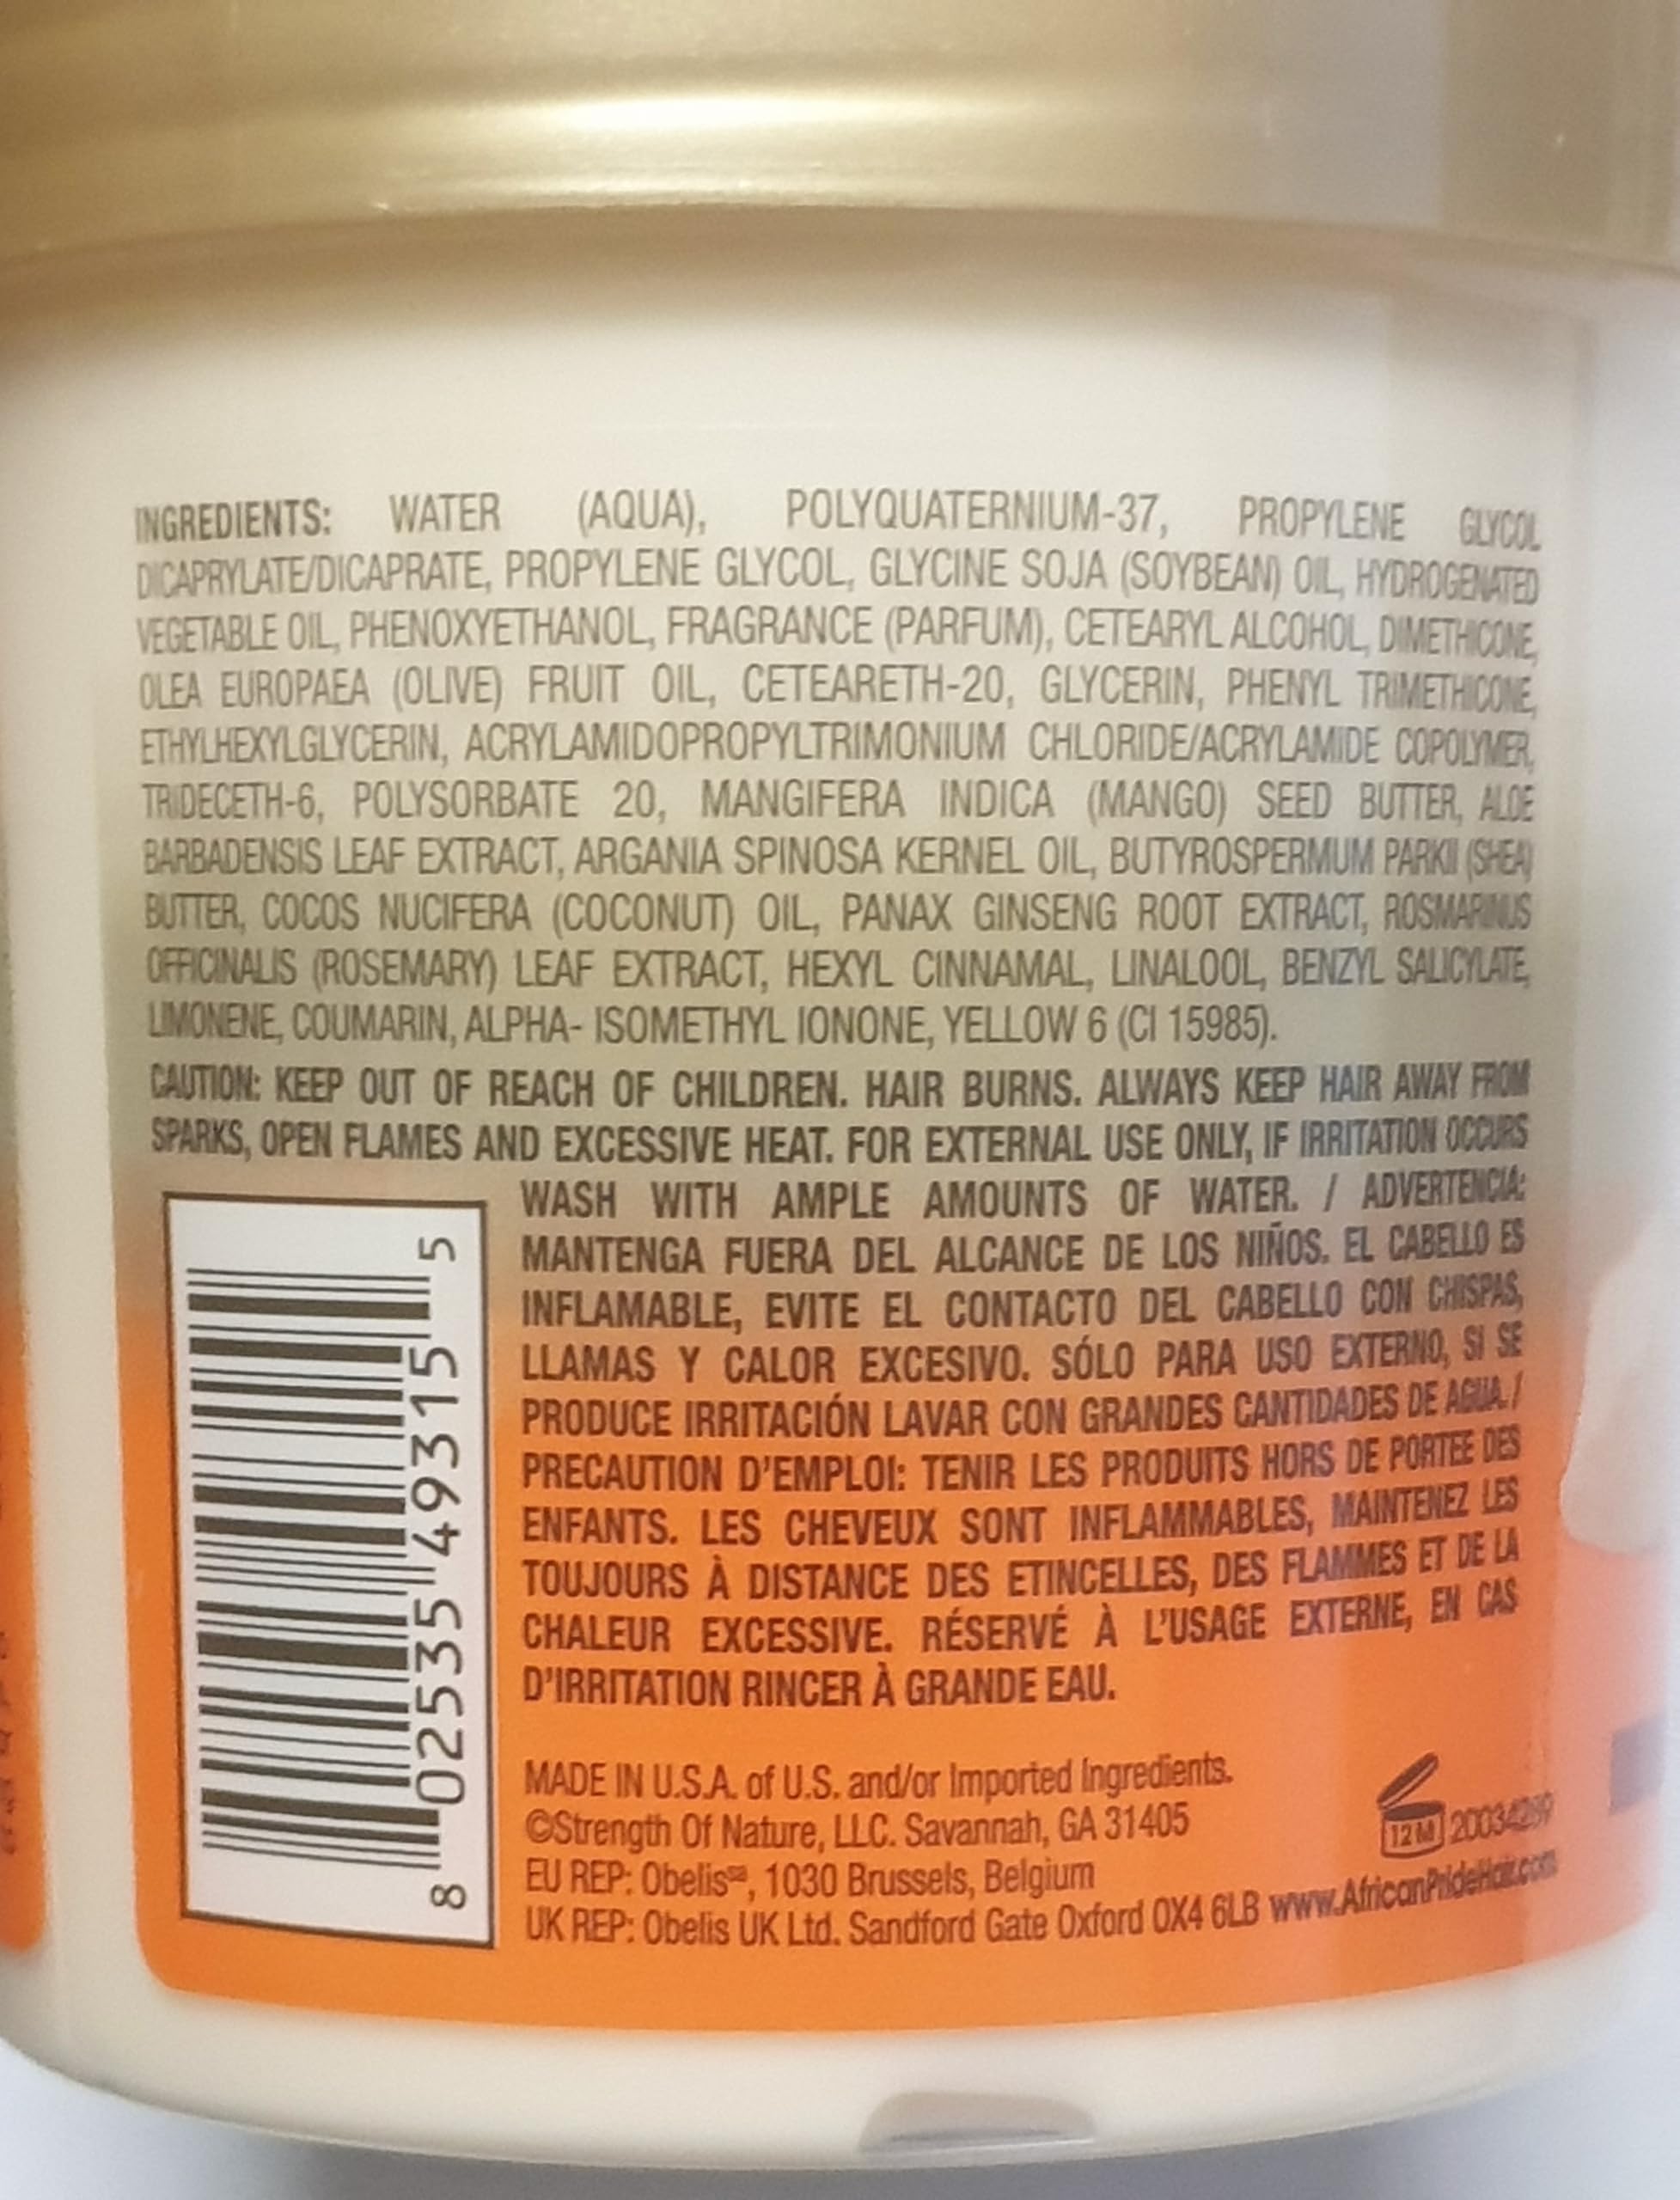 INGREDIENTS: WATER (AQUA), POLYQUATERNIUM-37, PROPYLENE GLYCOL
DICAPRYLATE/DICAPRATE, PROPYLENE GLYCOL, GLYCINE SOJA (SOYBEAN) OIL, HYDROGENATED
VEGETABLE OIL, PHENOXYETHANOL, FRAGRANCE (PARFUM), CETEARYL ALCOHOL, DIMETHICONE,
OLEA EUROPAEA (OLIVE) FRUIT OIL, CETEARETH-20, GLYCERIN, PHENYL TRIMETHICONE,
ETHYLHEXYLGLYCERIN, ACRYLAMIDOPROPYLTRIMONIUM CHLORIDE/ACRYLAMIDE COPOLYMER,
TRIDECETH-6, POLYSORBATE 20, MANGIFERA INDICA (MANGO) SEED BUTTER, ALOE
BARBADENSIS LEAF EXTRACT, ARGANIA SPINOSA KERNEL OIL, BUTYROSPERMUM PARKII (SHEA)
BUTTER, COCOS NUCIFERA (COCONUT) OIL, PANAX GINSENG ROOT EXTRACT, ROSMARINUS
OFFICINALIS (ROSEMARY) LEAF EXTRACT, HEXYL CINNAMAL, LINALOOL, BENZYL SALICYLATE,
LIMONENE, COUMARIN, ALPHA- ISOMETHYL IONONE, YELLOW 6 (CI 15985).
CAUTION: KEEP OUT OF REACH OF CHILDREN. HAIR BURNS. ALWAYS KEEP HAIR AWAY FROM
SPARKS, OPEN FLAMES AND EXCESSIVE HEAT. FOR EXTERNAL USE ONLY, IF IRRITATION OCCURS
WASH WITH AMPLE AMOUNTS OF WATER. / ADVERTENCIA:
MANTENGA FUERA DEL ALCANCE DE LOS NIÑOS. EL CABELLO ES
INFLAMABLE, EVITE EL CONTACTO DEL CABELLO CON CHISPAS,
LLAMAS Y CALOR EXCESIVO. SÓLO PARA USO EXTERNO, SI SE
PRODUCE IRRITACIÓN LAVAR CON GRANDES CANTIDADES DE AGUA. /
PRECAUTION D'EMPLOI: TENIR LES PRODUITS HORS DE PORTEE DES
ENFANTS. LES CHEVEUX SONT INFLAMMABLES, MAINTENEZ LES
TOUJOURS À DISTANCE DES ETINCELLES, DES FLAMMES ET DE LA
CHALEUR EXCESSIVE. RÉSERVÉ À L'USAGE EXTERNE, EN CAS
D'IRRITATION RINCER À GRANDE EAU.
8 02535 49315 5
MADE IN U.S.A. of U.S. and/or Imported Ingredients.
©Strength Of Nature, LLC. Savannah, GA 31405
EU REP: Obelis sa, 1030 Brussels, Belgium
UK REP: Obelis UK Ltd. Sandford Gate Oxford OX4 6LB www.AfricanPrideHair.com
12M